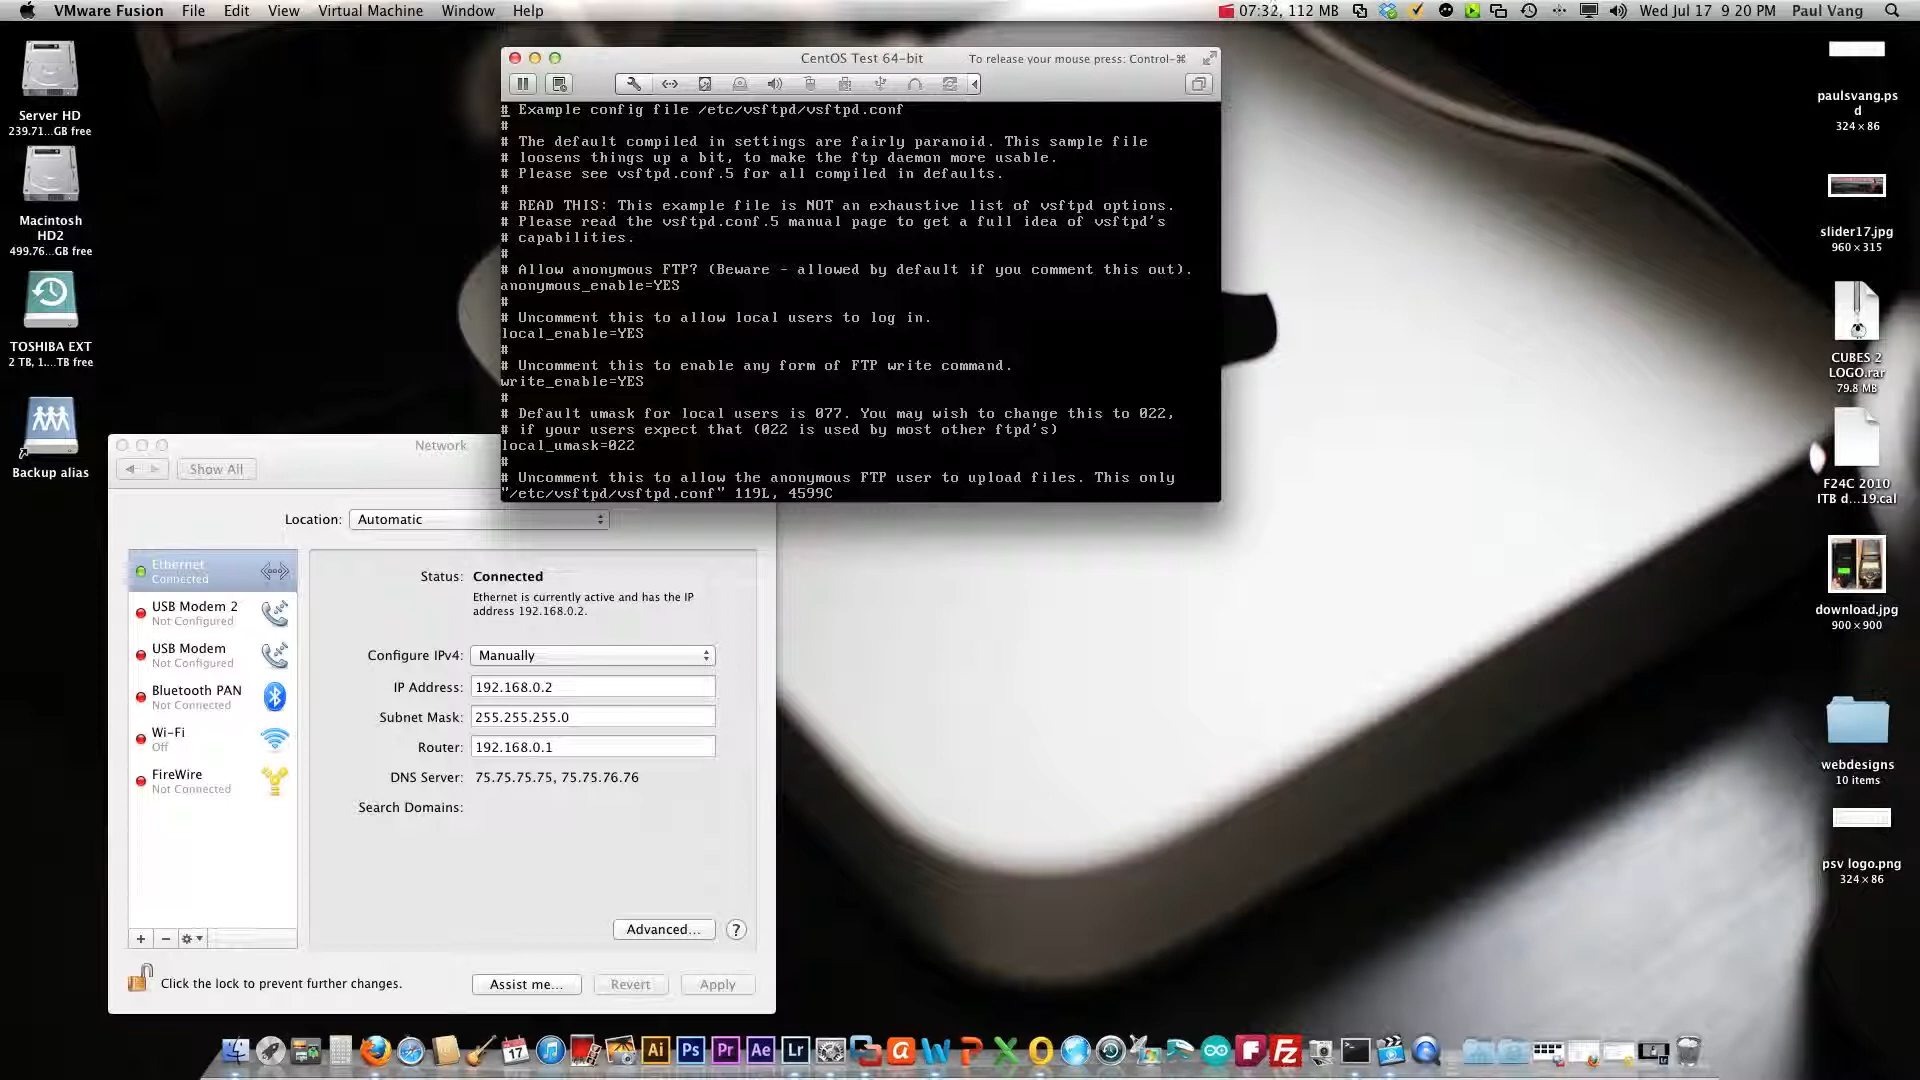 VMware Fusion File Edit View Virtual Machine Window Help
07:32, 112 MB Wed Jul 17 9:20 PM Paul Vang
Server HD
239.71...GB free
Macintosh
HD2
499.76...GB free
TOSHIBA EXT
2 TB, 1....TB free
Backup alias
CentOS Test 64-bit
To release your mouse press: Control-⌘
# Example config file /etc/vsftpd/vsftpd.conf
#
# The default compiled in settings are fairly paranoid. This sample file
# loosens things up a bit, to make the ftp daemon more usable.
# Please see vsftpd.conf.5 for all compiled in defaults.
#
# READ THIS: This example file is NOT an exhaustive list of vsftpd options.
# Please read the vsftpd.conf.5 manual page to get a full idea of vsftpd's
# capabilities.
#
# Allow anonymous FTP? (Beware - allowed by default if you comment this out).
anonymous_enable=YES
#
# Uncomment this to allow local users to log in.
local_enable=YES
#
# Uncomment this to enable any form of FTP write command.
write_enable=YES
#
# Default umask for local users is 077. You may wish to change this to 022,
# if your users expect that (022 is used by most other ftpd's)
local_umask=022
#
# Uncomment this to allow the anonymous FTP user to upload files. This only
"/etc/vsftpd/vsftpd.conf" 119L, 4599C
Network
Show All
Location: Automatic
Ethernet
Connected
USB Modem 2
Not Configured
USB Modem
Not Configured
Bluetooth PAN
Not Connected
Wi-Fi
Off
FireWire
Not Connected
Status: Connected
Ethernet is currently active and has the IP
address 192.168.0.2.
Configure IPv4: Manually
IP Address: 192.168.0.2
Subnet Mask: 255.255.255.0
Router: 192.168.0.1
DNS Server: 75.75.75.75, 75.75.76.76
Search Domains:
Advanced... ?
Click the lock to prevent further changes.
Assist me... Revert Apply
paulsvang.ps
d
324×86
slider17.jpg
960×315
CUBES 2
LOGO.rar
79.8 MB
F24C 2010
ITB d...19.cal
download.jpg
900×900
webdesigns
10 items
psv logo.png
324×86
17 Ai Ps Pr Ae Lr